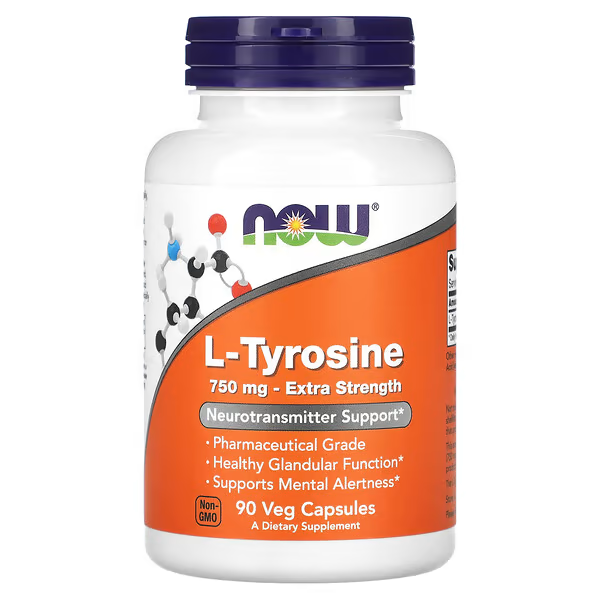 NOW®
L-Tyrosine
750 mg - Extra Strength
Neurotransmitter Support*
· Pharmaceutical Grade
· Healthy Glandular Function*
· Supports Mental Alertness*
Non-
GMO
90 Veg Capsules
A Dietary Supplement